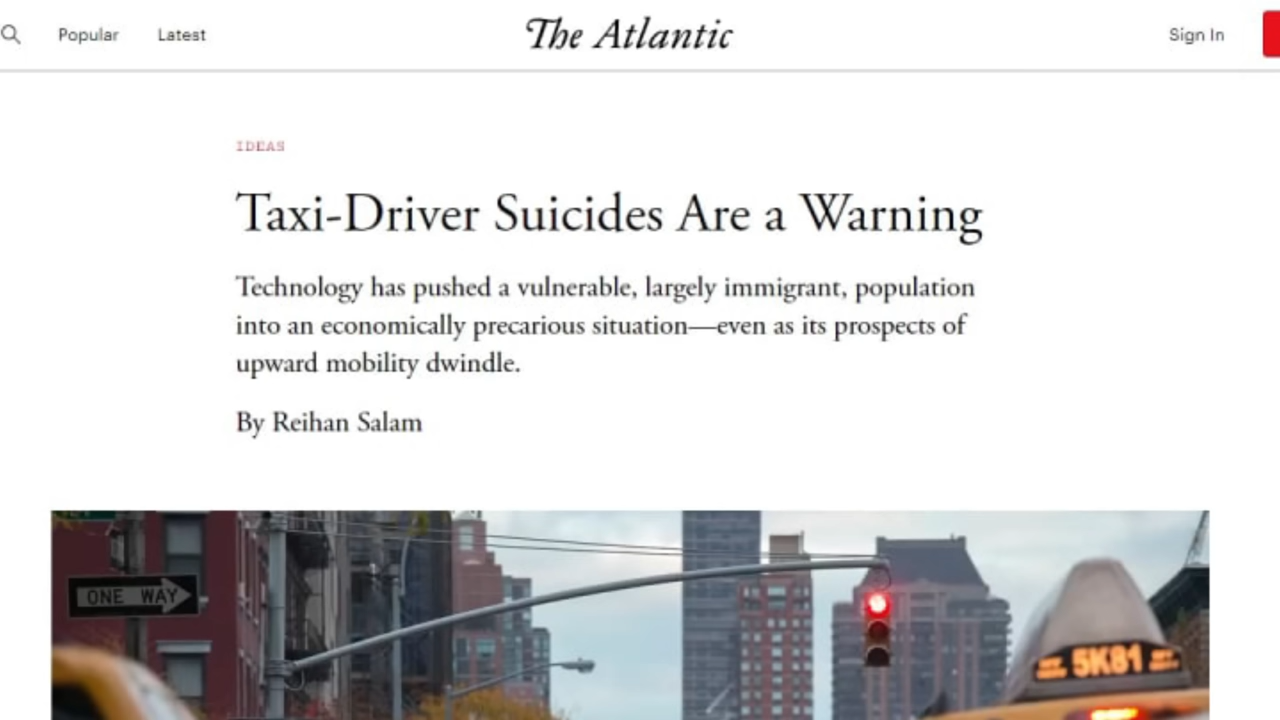 Popular Latest The Atlantic Sign In
IDEAS
Taxi-Driver Suicides Are a Warning
Technology has pushed a vulnerable, largely immigrant, population
into an economically precarious situation—even as its prospects of
upward mobility dwindle.
By Reihan Salam
ONE WAY
5K81